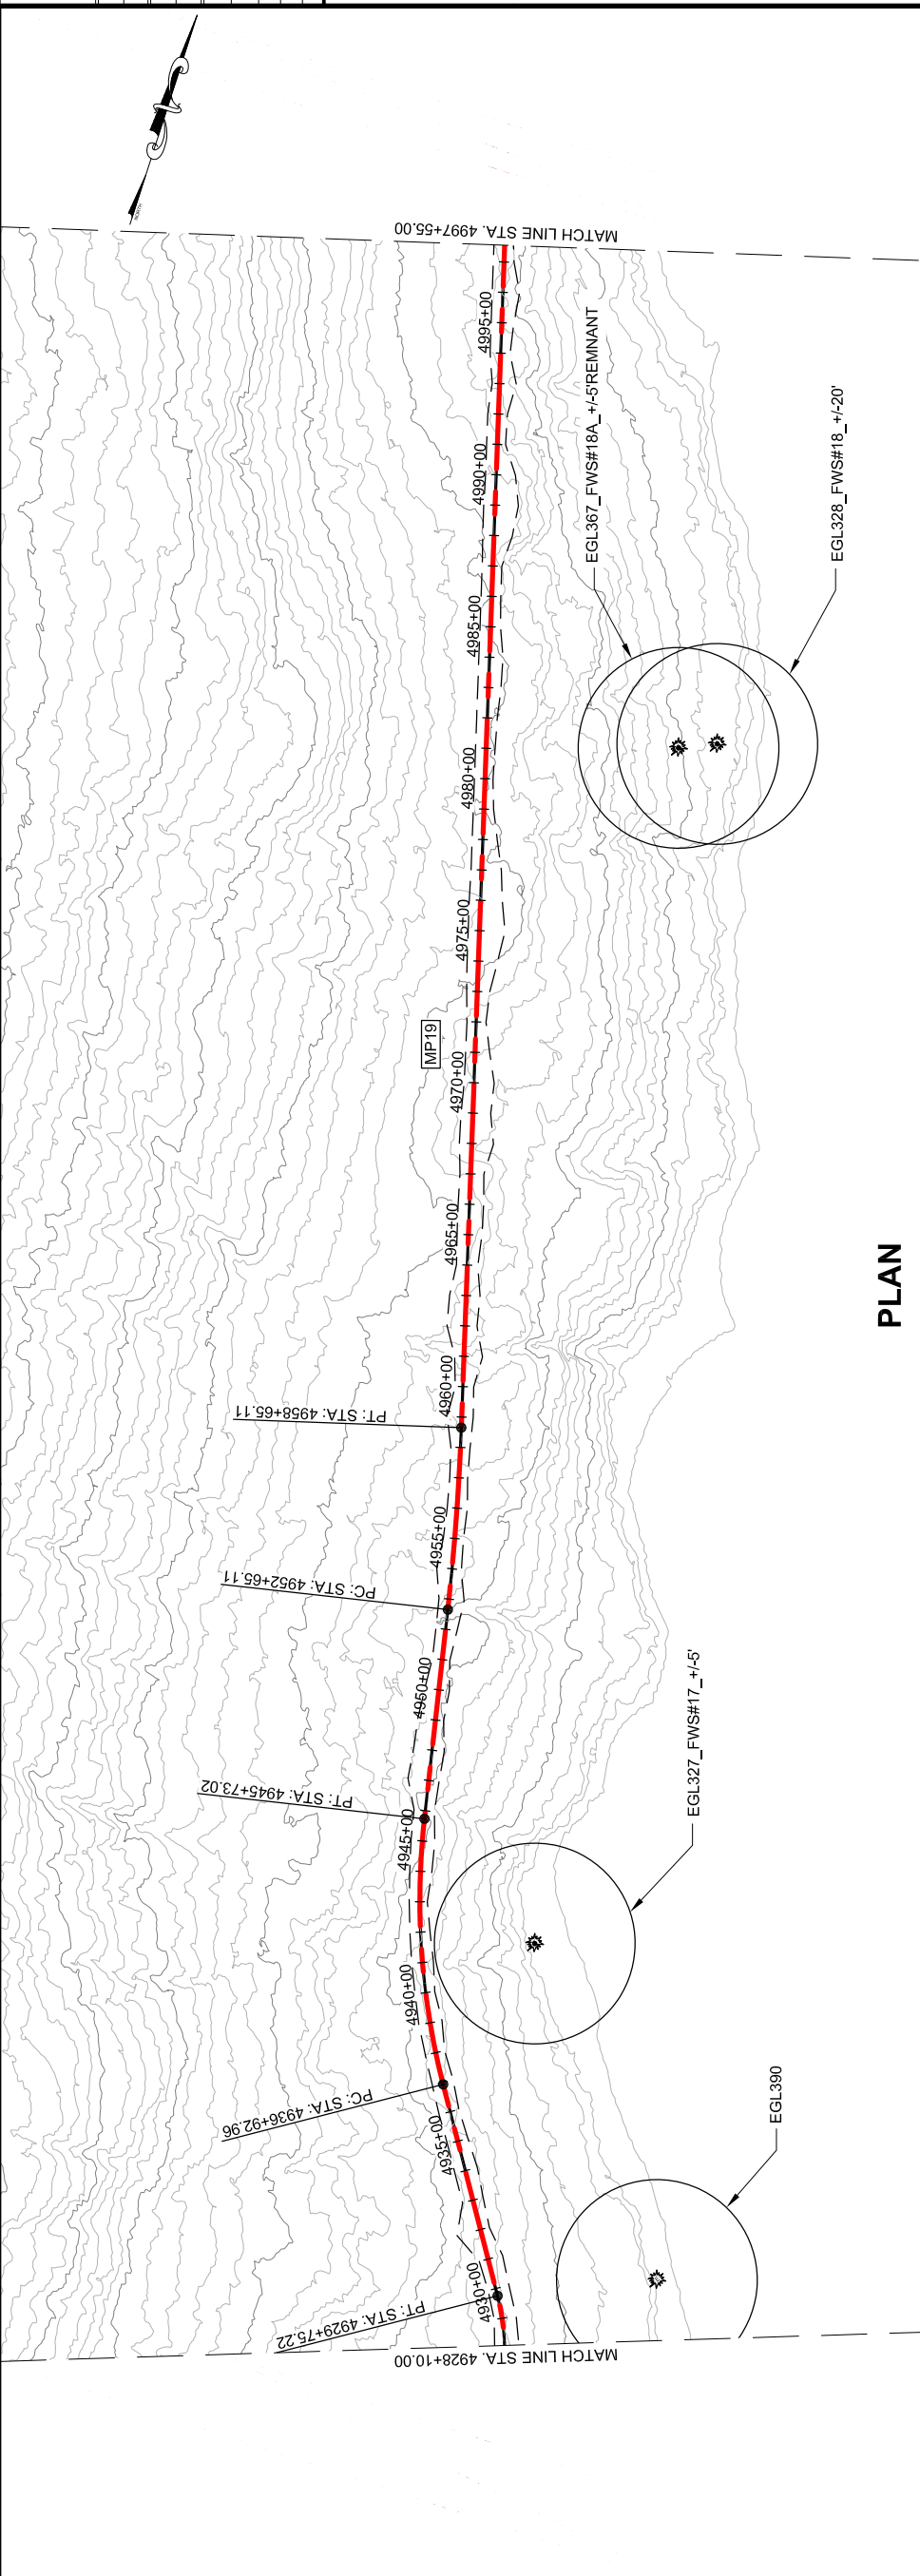 MATCH LINE STA. 4997+55.00
4995+00
EGL367_FWS#18A_+/-5'REMNANT
EGL328_FWS#18_+/-20'
4990+00
4985+00
4980+00
4975+00
MP19
4970+00
4965+00
PLAN
4960+00
PT: STA: 4958+65.11
4955+00
PC: STA: 4952+65.11
4950+00
EGL327_FWS#17_+/-5'
PT: STA: 4945+73.02
4945+00
4940+00
PC: STA: 4936+92.96
EGL390
4935+00
4930+00
PT: STA: 4929+75.22
MATCH LINE STA. 4928+10.00